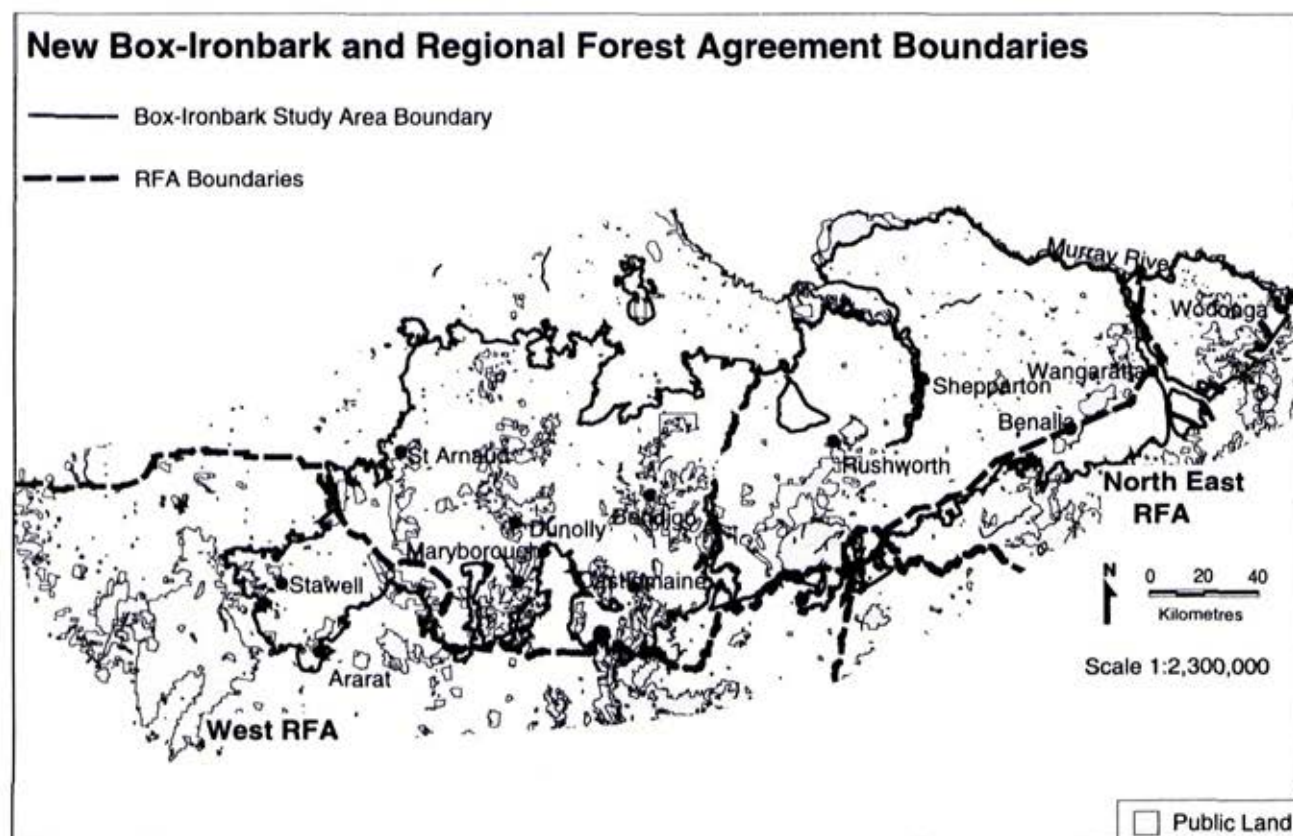 New Box-Ironbark and Regional Forest Agreement Boundaries
Box-Ironbark Study Area Boundary
RFA Boundaries
Murray River
Wodonga
Wangaratta
Shepparton
Benalla
St Arnaud
Rushworth
North East
RFA
Bendigo
Dunolly
Maryborough
Castlemaine
Stawell
N
0 20 40
Kilometres
Scale 1:2,300,000
Ararat
West RFA
Public Land